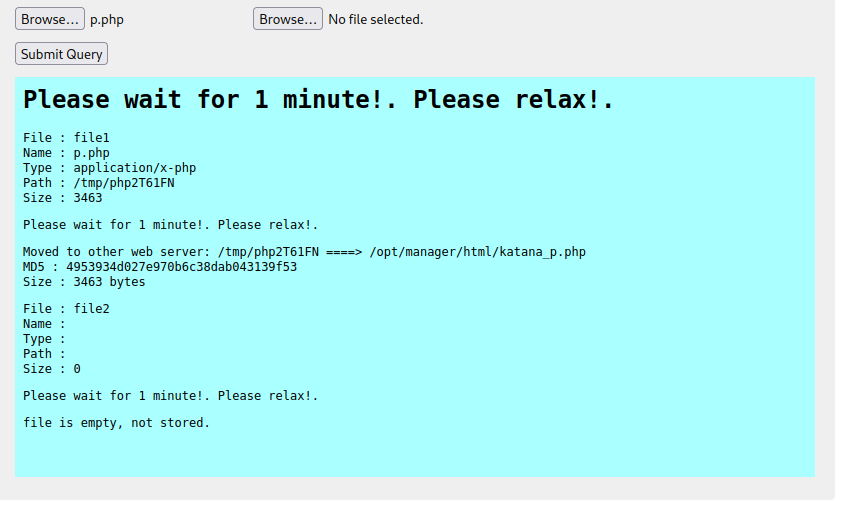 Browse... p.php Browse... No file selected.
Submit Query
Please wait for 1 minute!. Please relax!.
File : file1
Name : p.php
Type : application/x-php
Path : /tmp/php2T61FN
Size : 3463
Please wait for 1 minute!. Please relax!.
Moved to other web server: /tmp/php2T61FN ====> /opt/manager/html/katana_p.php
MD5 : 4953934d027e970b6c38dab043139f53
Size : 3463 bytes
File : file2
Name :
Type :
Path :
Size : 0
Please wait for 1 minute!. Please relax!.
file is empty, not stored.